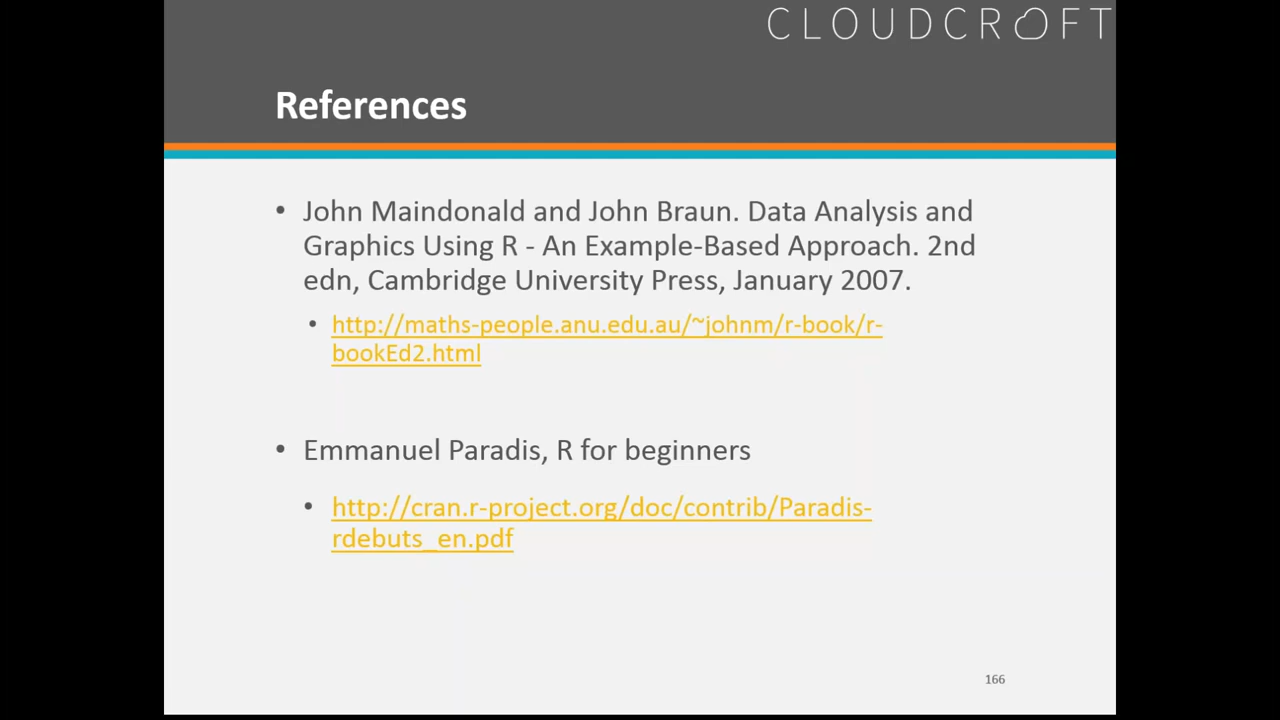 CLOUDCROFT
References
• John Maindonald and John Braun. Data Analysis and
Graphics Using R - An Example-Based Approach. 2nd
edn, Cambridge University Press, January 2007.
• http://maths-people.anu.edu.au/~johnm/r-book/r-
bookEd2.html
• Emmanuel Paradis, R for beginners
• http://cran.r-project.org/doc/contrib/Paradis-
rdebuts_en.pdf
166